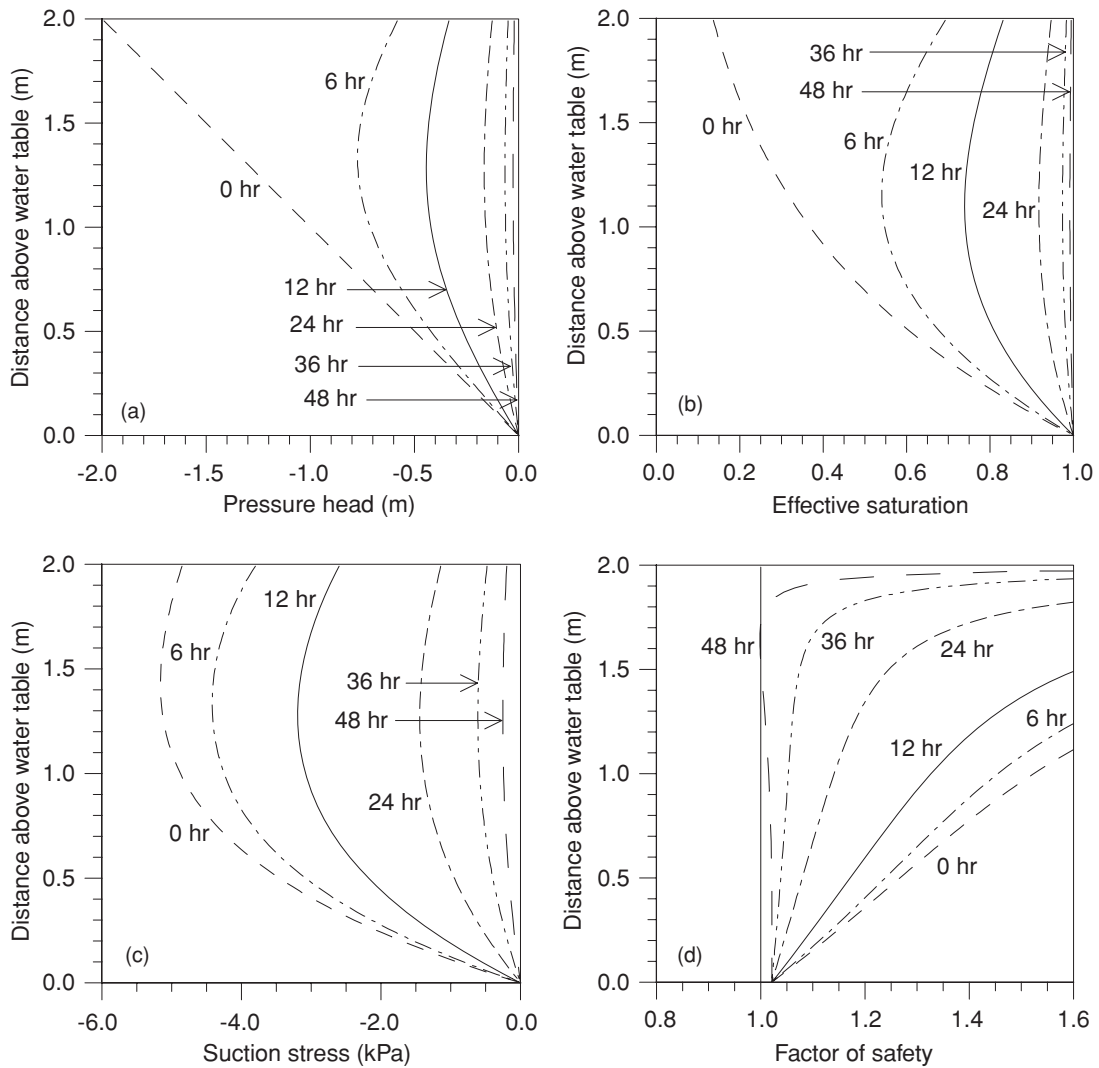 2.0
1.5
1.0
0.5
0.0
Distance above water table (m)
6 hr
0 hr
12 hr
24 hr
36 hr
48 hr
(a)
-2.0
-1.5
-1.0
-0.5
0.0
Pressure head (m)
2.0
1.5
1.0
0.5
0.0
Distance above water table (m)
36 hr
48 hr
0 hr
6 hr
12 hr
24 hr
(b)
0.0
0.2
0.4
0.6
0.8
1.0
Effective saturation
2.0
1.5
1.0
0.5
0.0
Distance above water table (m)
12 hr
6 hr
36 hr
48 hr
24 hr
0 hr
(c)
-6.0
-4.0
-2.0
0.0
Suction stress (kPa)
2.0
1.5
1.0
0.5
0.0
Distance above water table (m)
48 hr
36 hr
24 hr
6 hr
12 hr
0 hr
(d)
0.8
1.0
1.2
1.4
1.6
Factor of safety